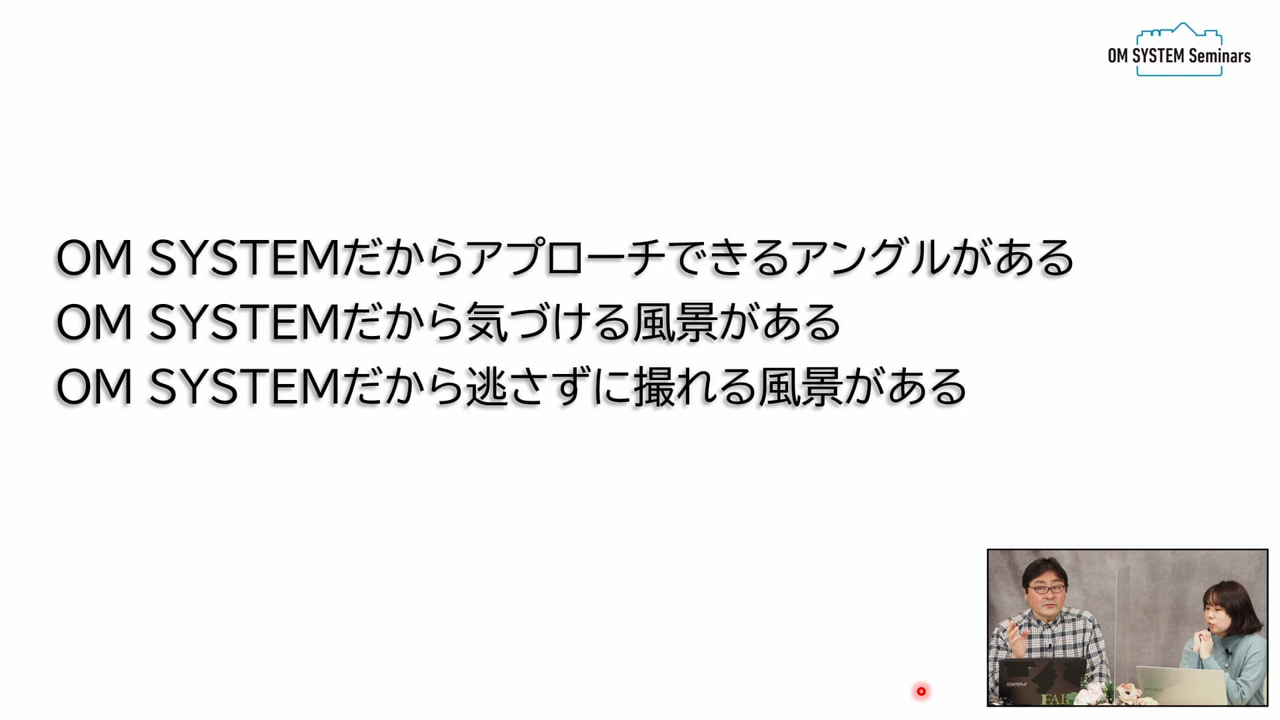 OM SYSTEM Seminars
OM SYSTEMだからアプローチできるアングルがある
OM SYSTEMだから気づける風景がある
OM SYSTEMだから逃さずに撮れる風景がある